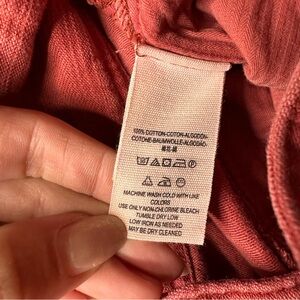 100% COTTON-COTON-ALGODON-
COTONE-BAUMWOLLE-ALGODÃO-
MACHINE WASH COLD WITH LIKE
COLORS
USE ONLY NON-CHLORINE BLEACH
TUMBLE DRY LOW
LOW IRON AS NEEDED
MAY BE DRY CLEANED